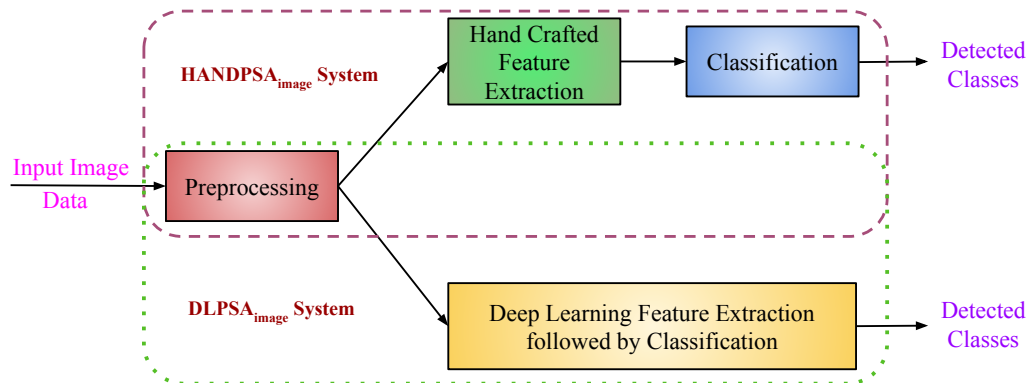 Hand Crafted
Feature
Extraction
Classification
Detected
Classes
HANDPSAimage System
Input Image
Data
Preprocessing
DLPSAimage System
Deep Learning Feature Extraction
followed by Classification
Detected
Classes